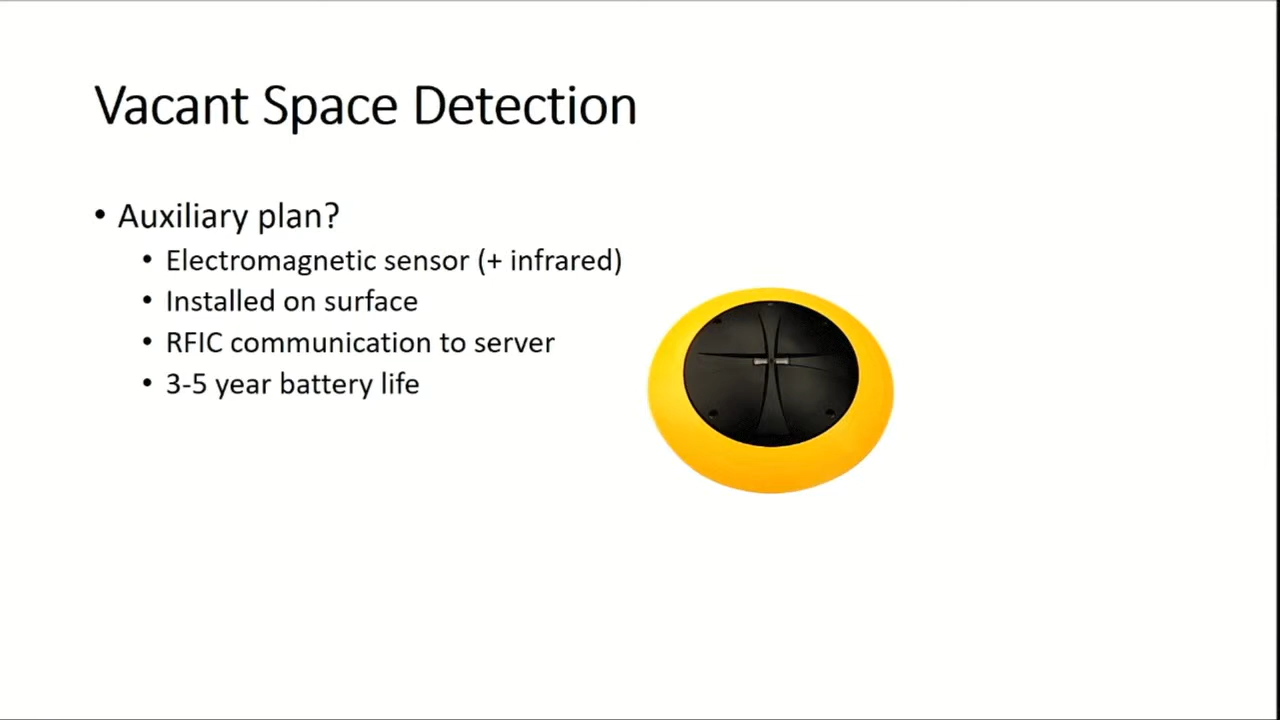 Vacant Space Detection
• Auxiliary plan?
• Electromagnetic sensor (+ infrared)
• Installed on surface
• RFIC communication to server
• 3-5 year battery life